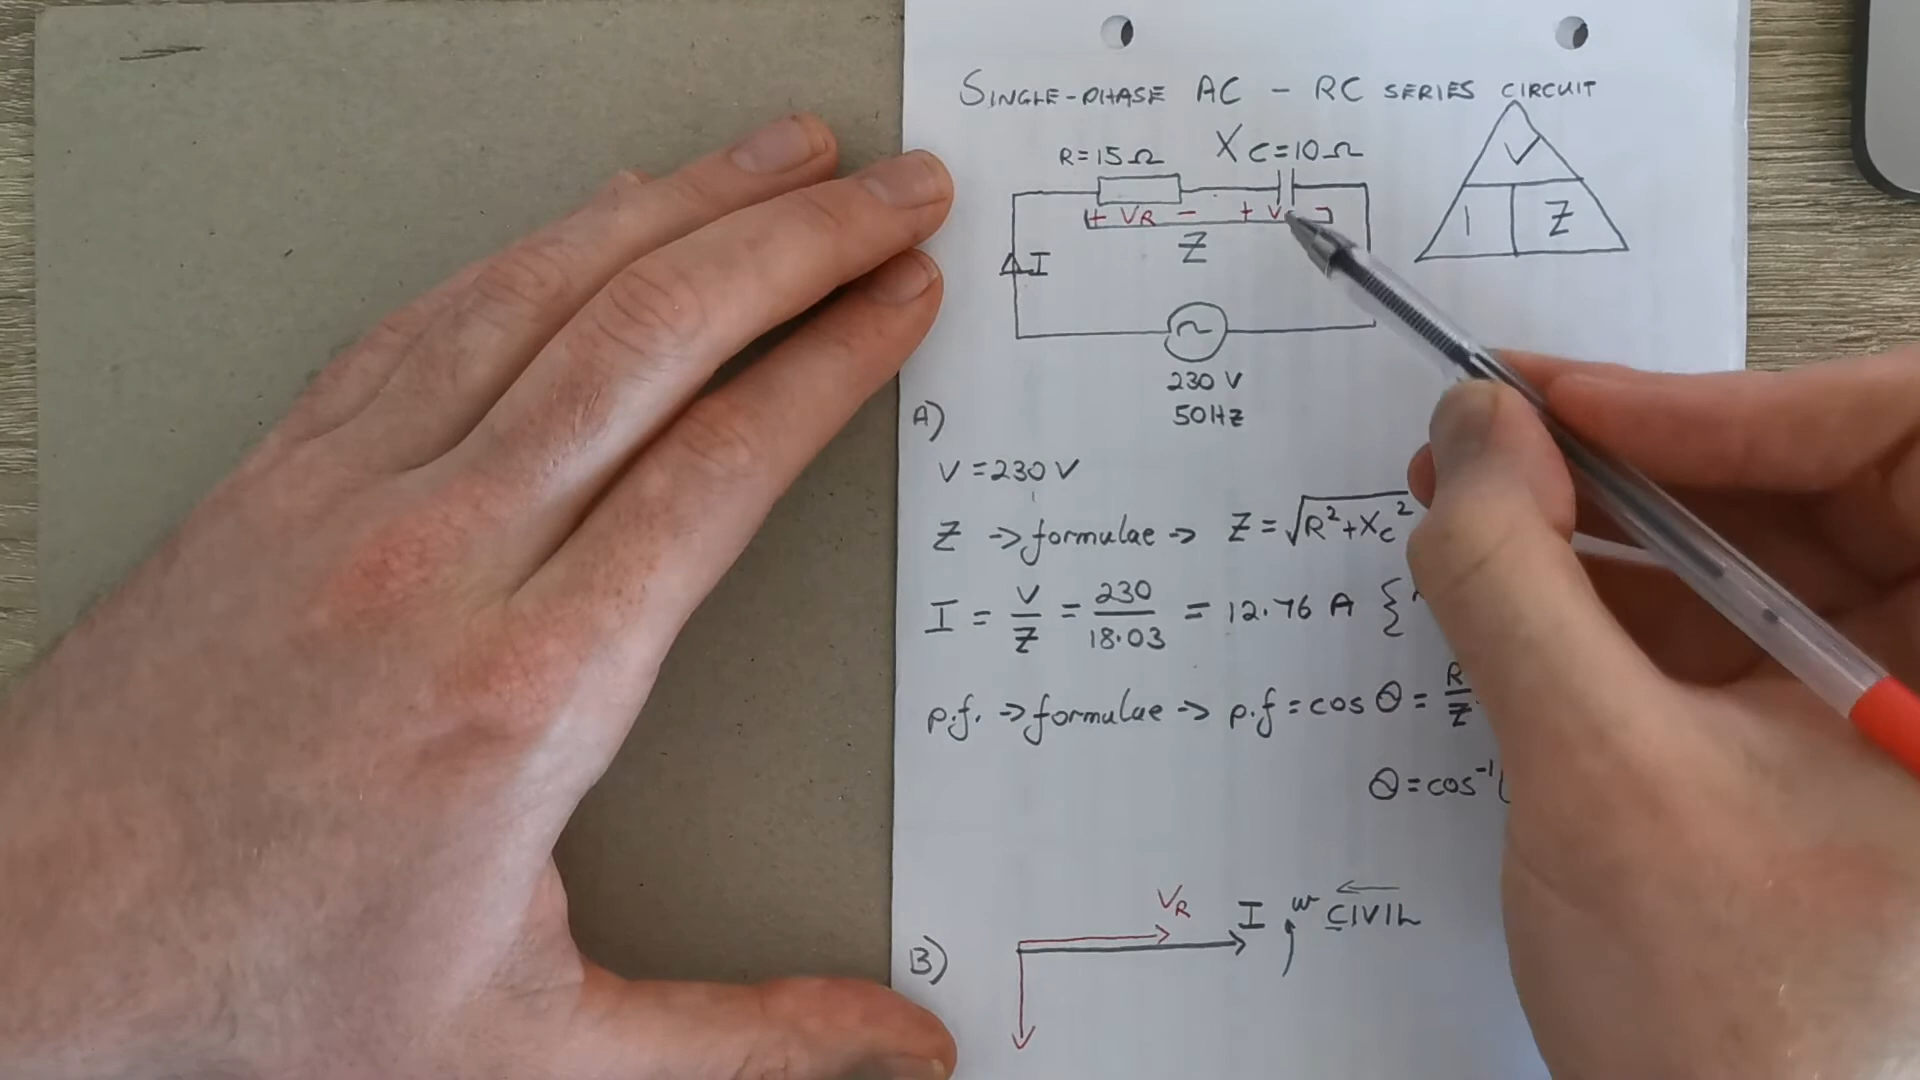 SINGLE-PHASE AC - RC SERIES CIRCUIT
R=15Ω XC=10Ω
V
I Z
+ VR - + V
Z
I
~
230 V
50HZ
A)
V = 230 V
Z -> formulae -> Z = √R²+Xc²
I = V/Z = 230/18.03 = 12.76 A {
p.f. -> formulae -> p.f = cos θ = R/Z
θ = cos⁻¹(
B)
VR I w CIVIL